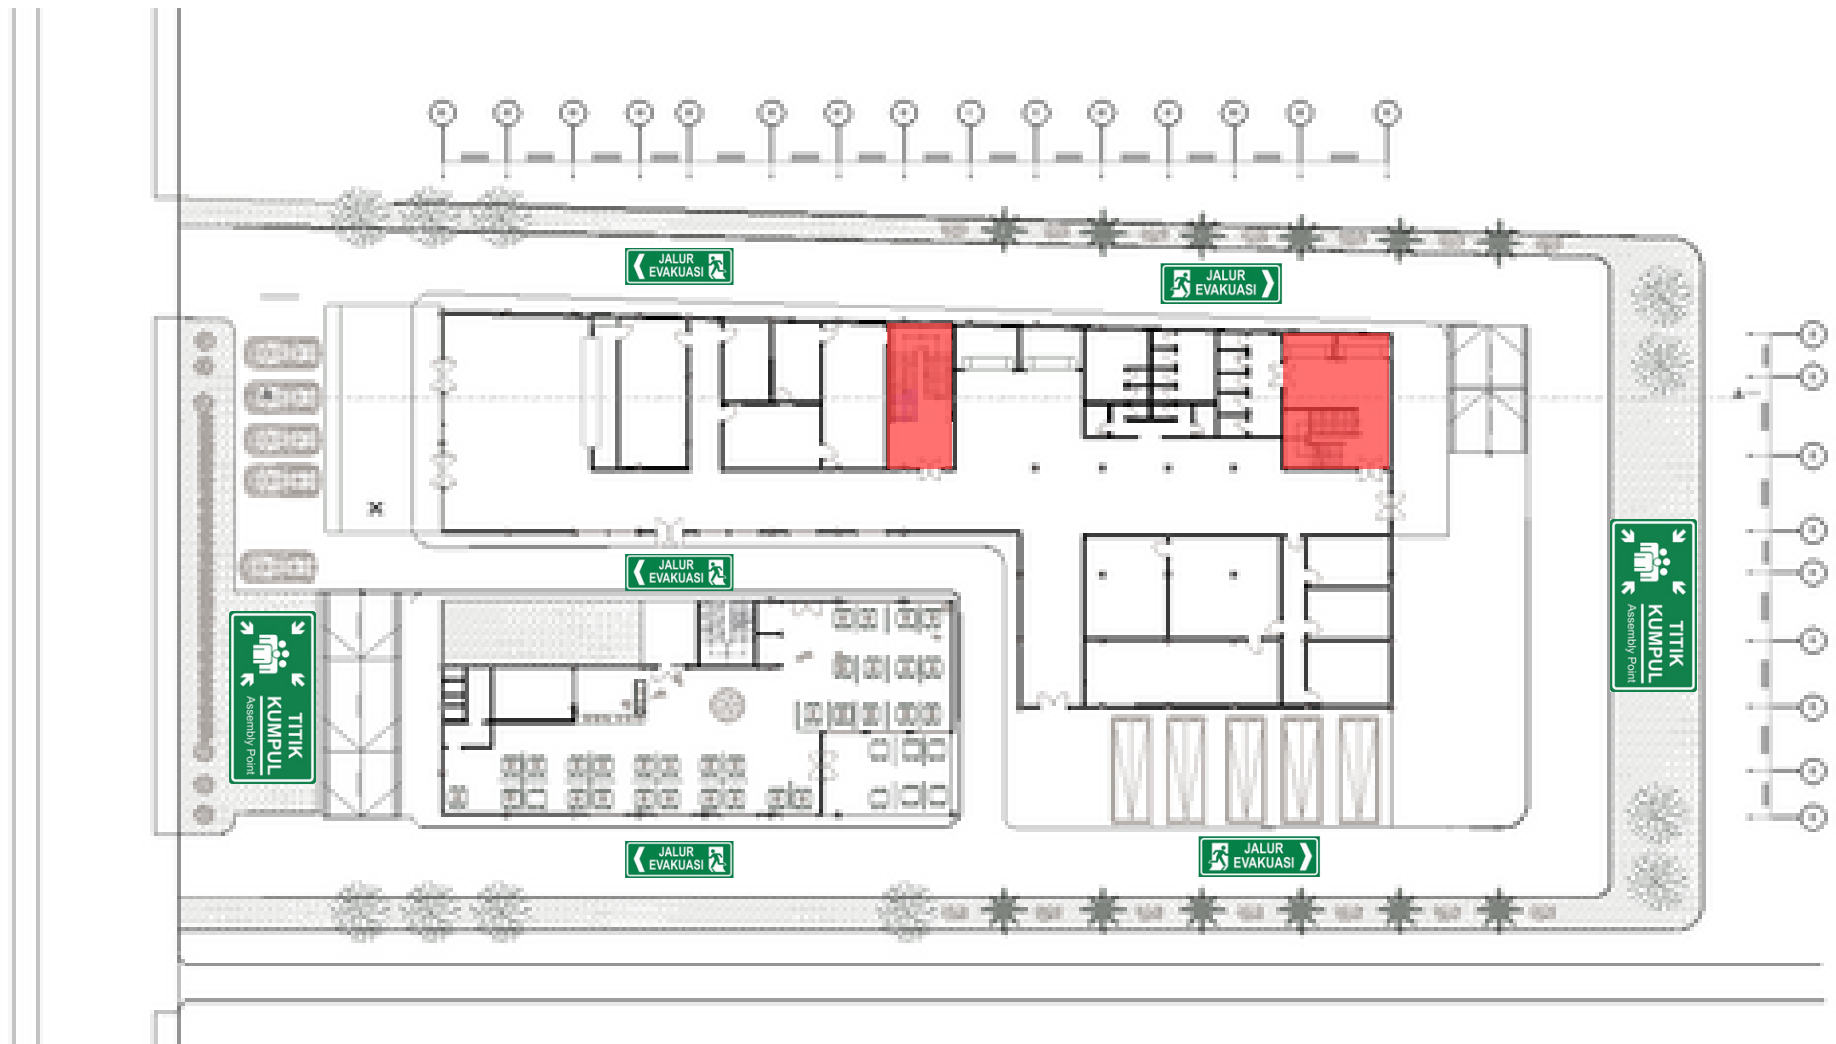 JALUR
EVAKUASI
JALUR
EVAKUASI
JALUR
EVAKUASI
TITIK
KUMPUL
Assembly Point
TITIK
KUMPUL
Assembly Point
JALUR
EVAKUASI
JALUR
EVAKUASI